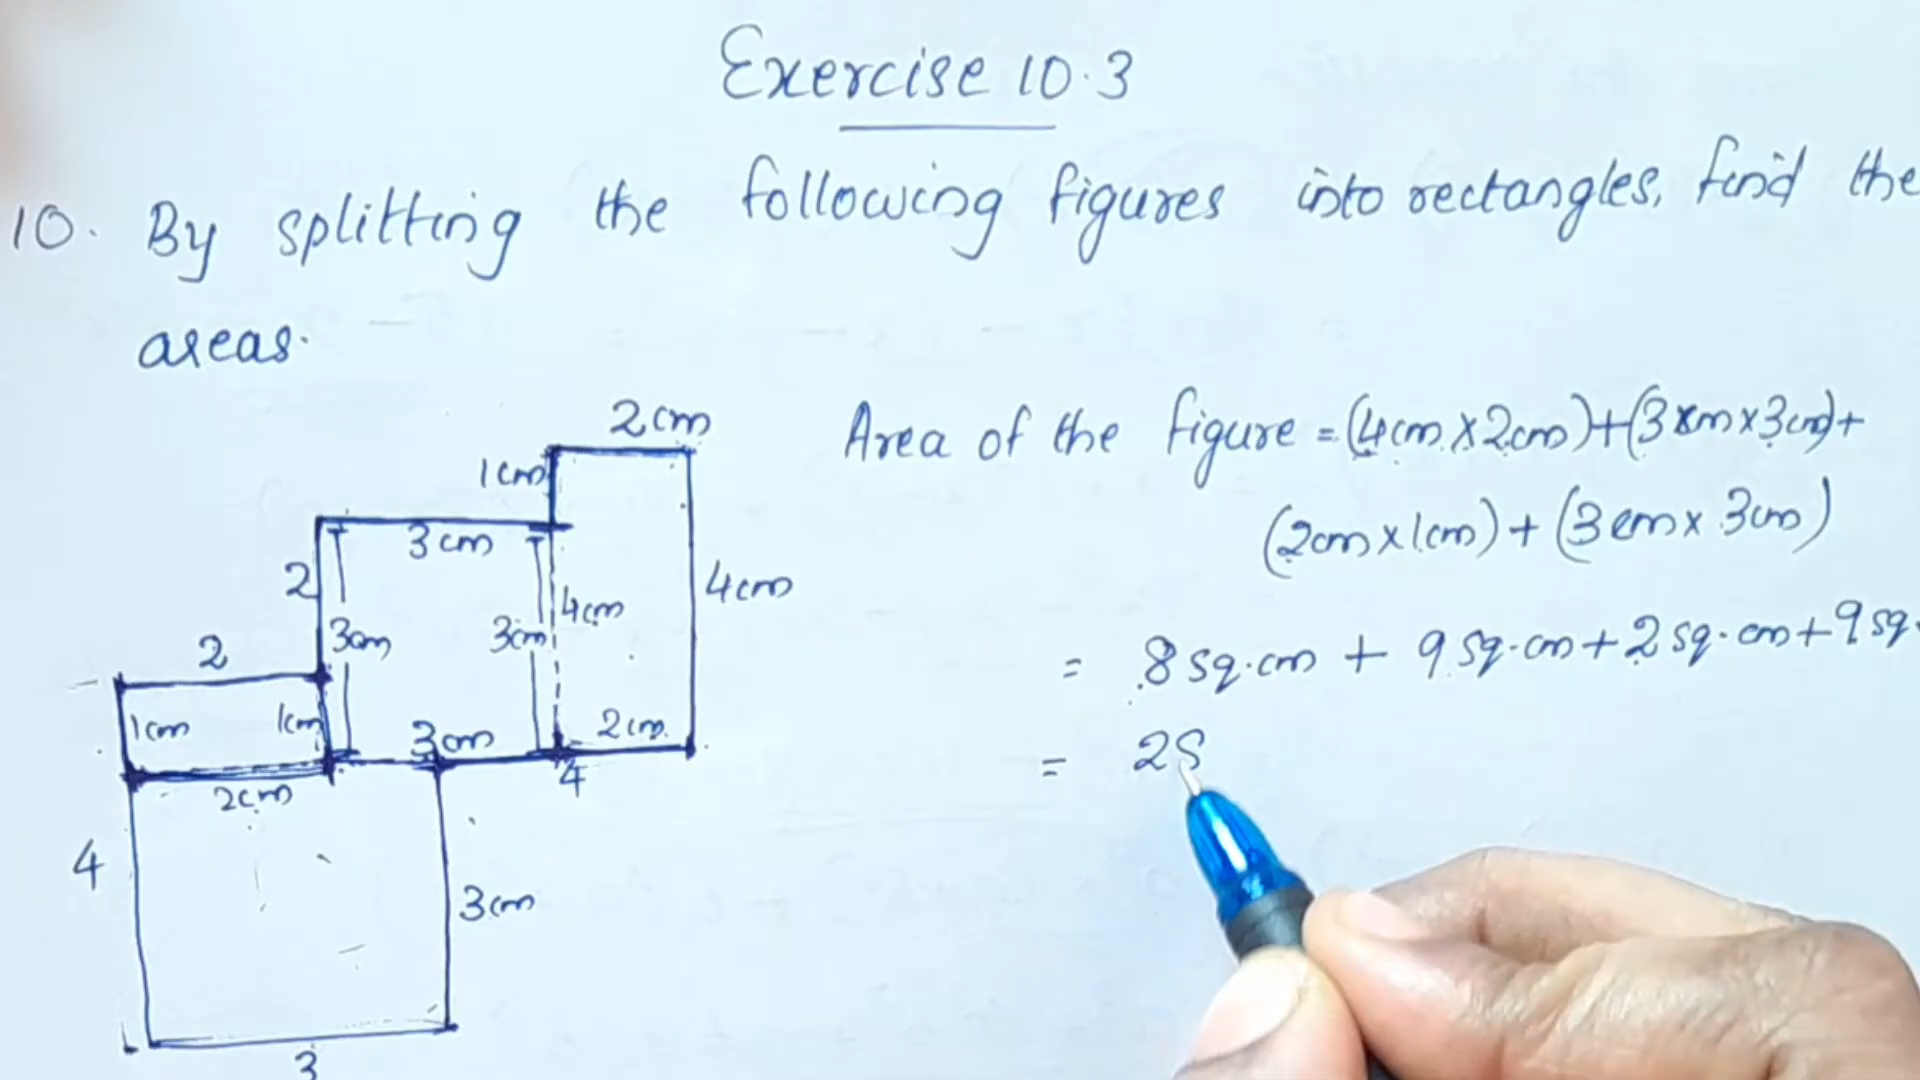 Exercise 10.3
10. By splitting the following figures into rectangles, find the
areas.
2cm
1cm
3cm
2
3cm
3cm
4cm
4cm
2
1cm
1cm
3cm
2cm
2cm
4
4
3cm
3
Area of the figure = (4cm x 2cm)+(3cm x 3cm)+
(2cm x 1cm) + (3cm x 3cm)
= 8 sq.cm + 9 sq.cm + 2 sq.cm + 9 sq.
= 28